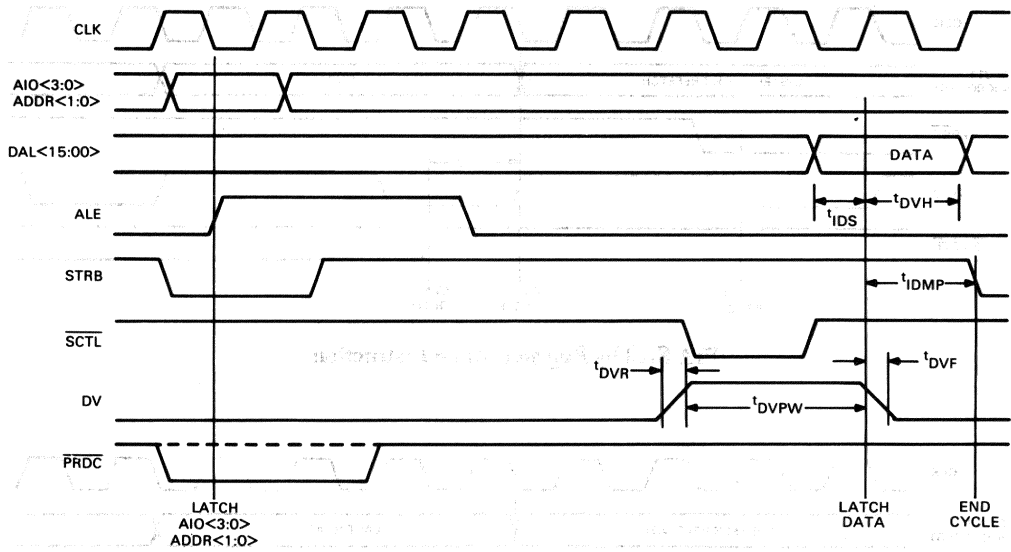 CLK
AIO<3:0>
ADDR<1:0>
DAL<15:00>
DATA
tIDS
tDVH
ALE
STRB
tIDMP
SCTL
tDVR
tDVF
DV
tDVPW
PRDC
LATCH
AIO<3:0>
ADDR<1:0>
LATCH
DATA
END
CYCLE